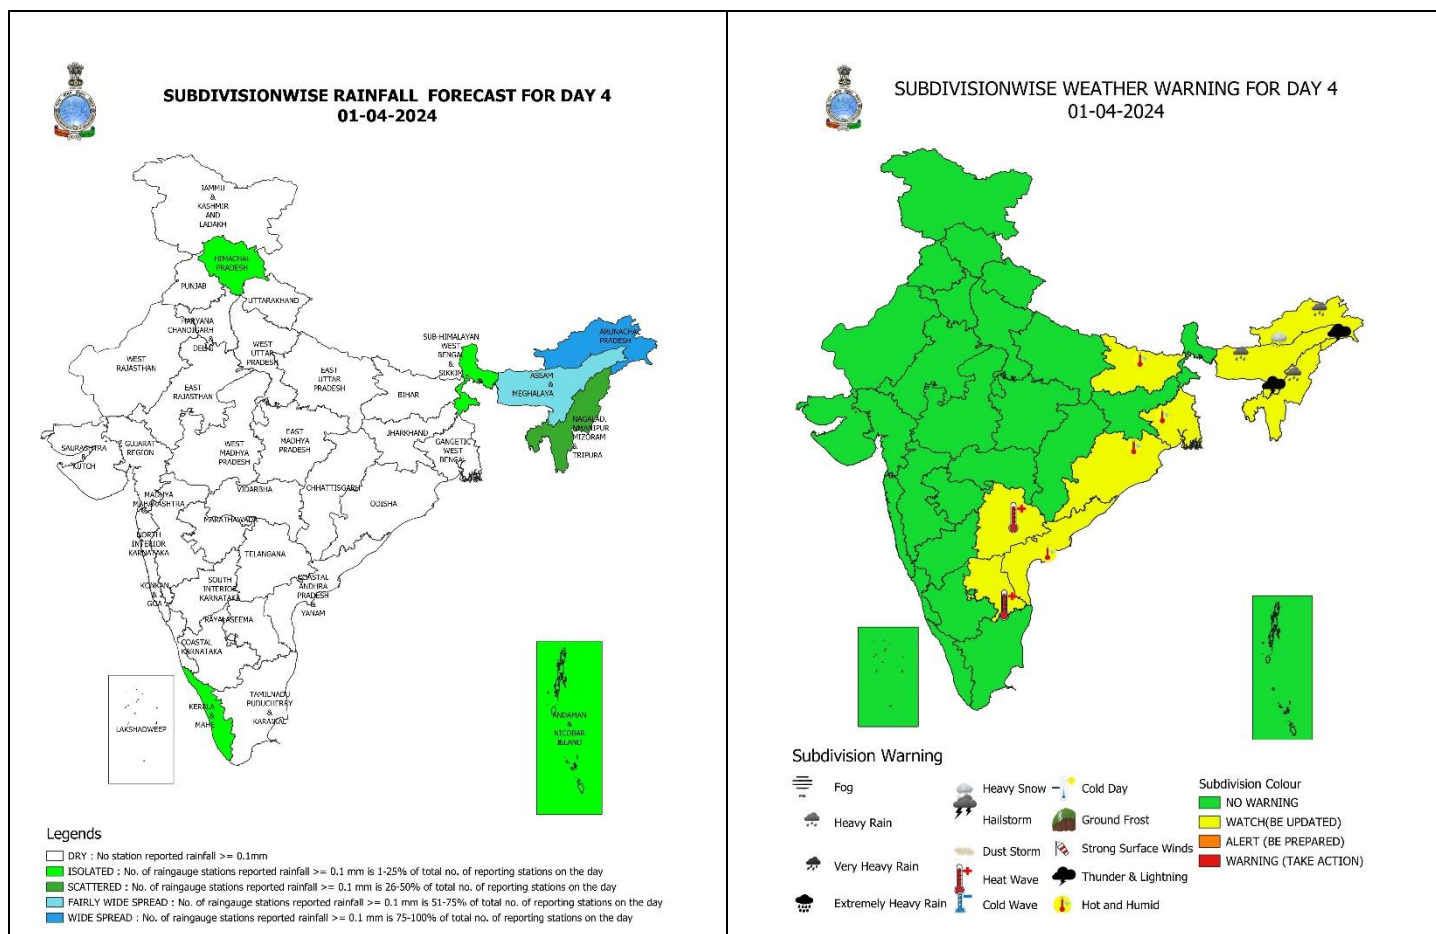 SUBDIVISIONWISE RAINFALL FORECAST FOR DAY 4
01-04-2024
JAMMU
&
KASHMIR
AND
LADAKH
HIMACHAL
PRADESH
PUNJAB
UTTARAKHAND
HARYANA
CHANDIGARH
&
DELHI
WEST
UTTAR
PRADESH
SUB-HIMALAYAN
WEST
BENGAL
&
SIKKIM
ARUNACHAL
PRADESH
WEST
RAJASTHAN
EAST
RAJASTHAN
EAST
UTTAR
PRADESH
BIHAR
ASSAM
&
MEGHALAYA
NAGALAD,
NMANIPUR
MIZORAM
&
TRIPURA
SAURASHTRA
&
KUTCH
GUJARAT
REGION
WEST
MADHYA
PRADESH
EAST
MADHYA
PRADESH
JHARKHAND
GANGETIC
WEST
BENGAL
MADHYA
MAHARASHTRA
VIDARBHA
CHHATTISGARH
ODISHA
MARATHAWADA
NORTH
INTERIOR
KARNATAKA
TELANGANA
KONKAN
&
GOA
SOUTH
INTERIOR
KARNATAKA
COASTAL
ANDHRA
PRADESH
&
YANAM
RAYALASEEMA
COASTAL
KARNATAKA
KERALA
&
MAHE
TAMILNADU
PUDUCHERRY
&
KARAIKAL
LAKSHADWEEP
ANDAMAN
&
NICOBAR
ISLAND
Legends
DRY : No station reported rainfall >= 0.1mm
ISOLATED : No. of raingauge stations reported rainfall >= 0.1 mm is 1-25% of total no. of reporting stations on the day
SCATTERED : No. of raingauge stations reported rainfall >= 0.1 mm is 26-50% of total no. of reporting stations on the day
FAIRLY WIDE SPREAD : No. of raingauge stations reported rainfall >= 0.1 mm is 51-75% of total no. of reporting stations on the day
WIDE SPREAD : No. of raingauge stations reported rainfall >= 0.1 mm is 75-100% of total no. of reporting stations on the day
SUBDIVISIONWISE WEATHER WARNING FOR DAY 4
01-04-2024
Subdivision Warning
Fog
Heavy Rain
Very Heavy Rain
Extremely Heavy Rain
Heavy Snow
Hailstorm
Dust Storm
Heat Wave
Cold Wave
Cold Day
Ground Frost
Strong Surface Winds
Thunder & Lightning
Hot and Humid
Subdivision Colour
NO WARNING
WATCH(BE UPDATED)
ALERT (BE PREPARED)
WARNING (TAKE ACTION)